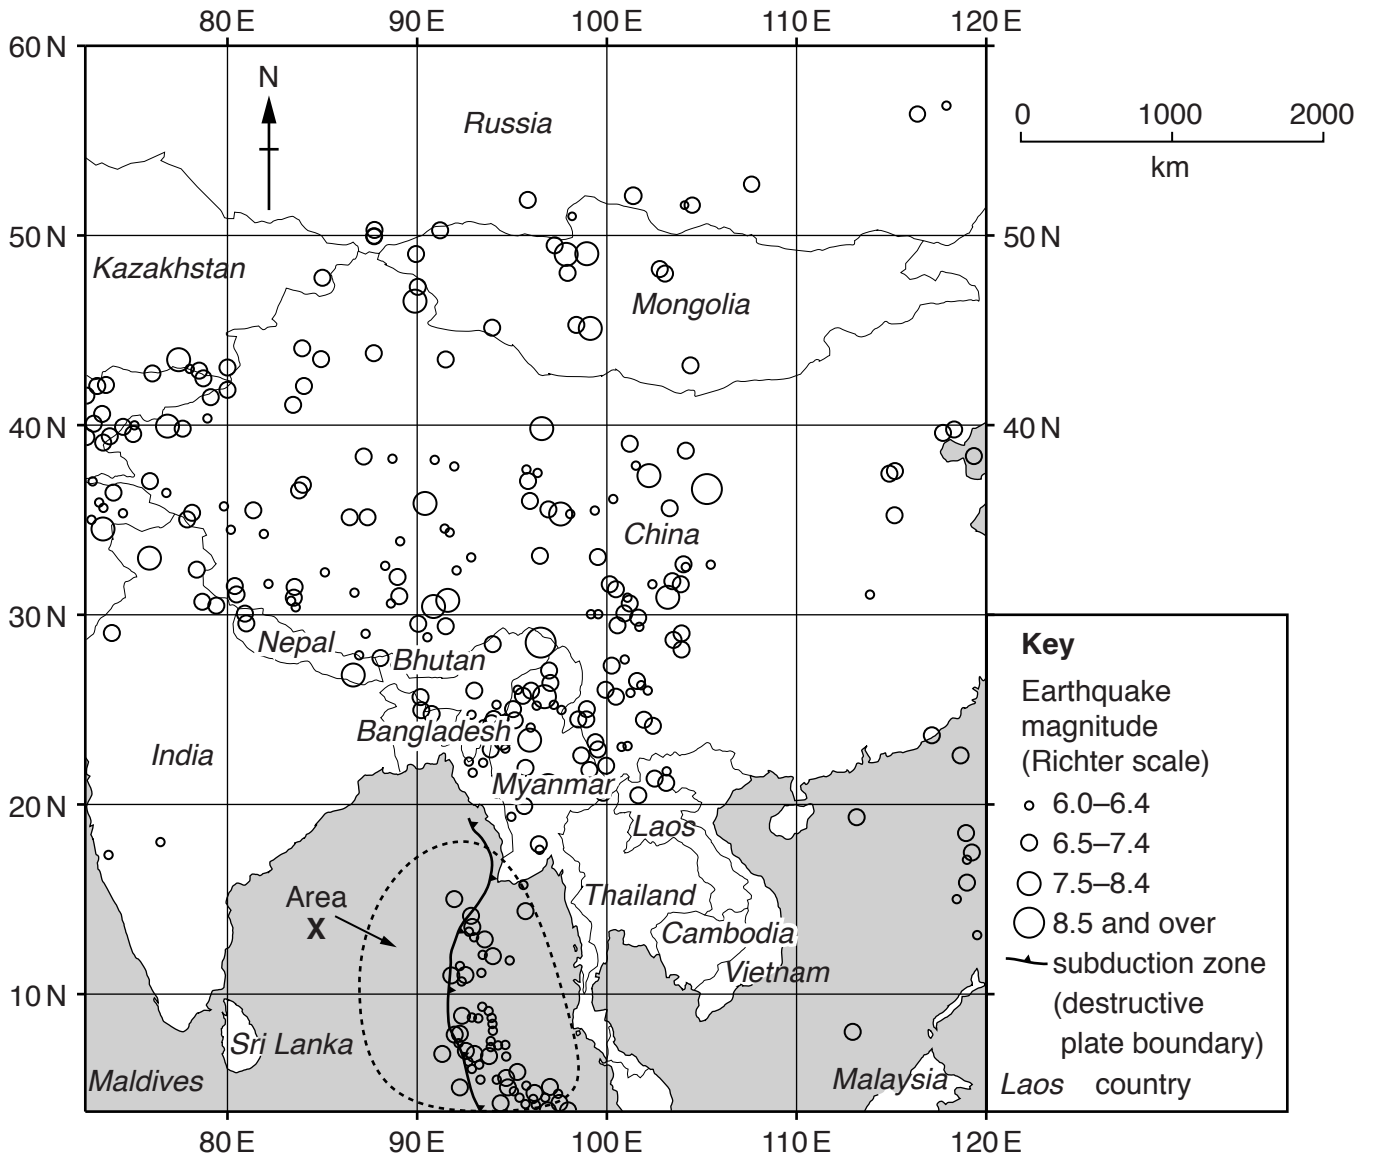 80 E 90 E 100 E 110 E 120 E
60 N
N
Russia
0 1000 2000
km
50 N 50 N
Kazakhstan
Mongolia
40 N 40 N
China
30 N
Nepal
Bhutan
Bangladesh
India
Myanmar
20 N
Laos
Area
X
Thailand
Cambodia
Vietnam
10 N
Sri Lanka
Maldives
Malaysia
80 E 90 E 100 E 110 E 120 E
Key
Earthquake
magnitude
(Richter scale)
6.0–6.4
6.5–7.4
7.5–8.4
8.5 and over
subduction zone
(destructive
plate boundary)
Laos country